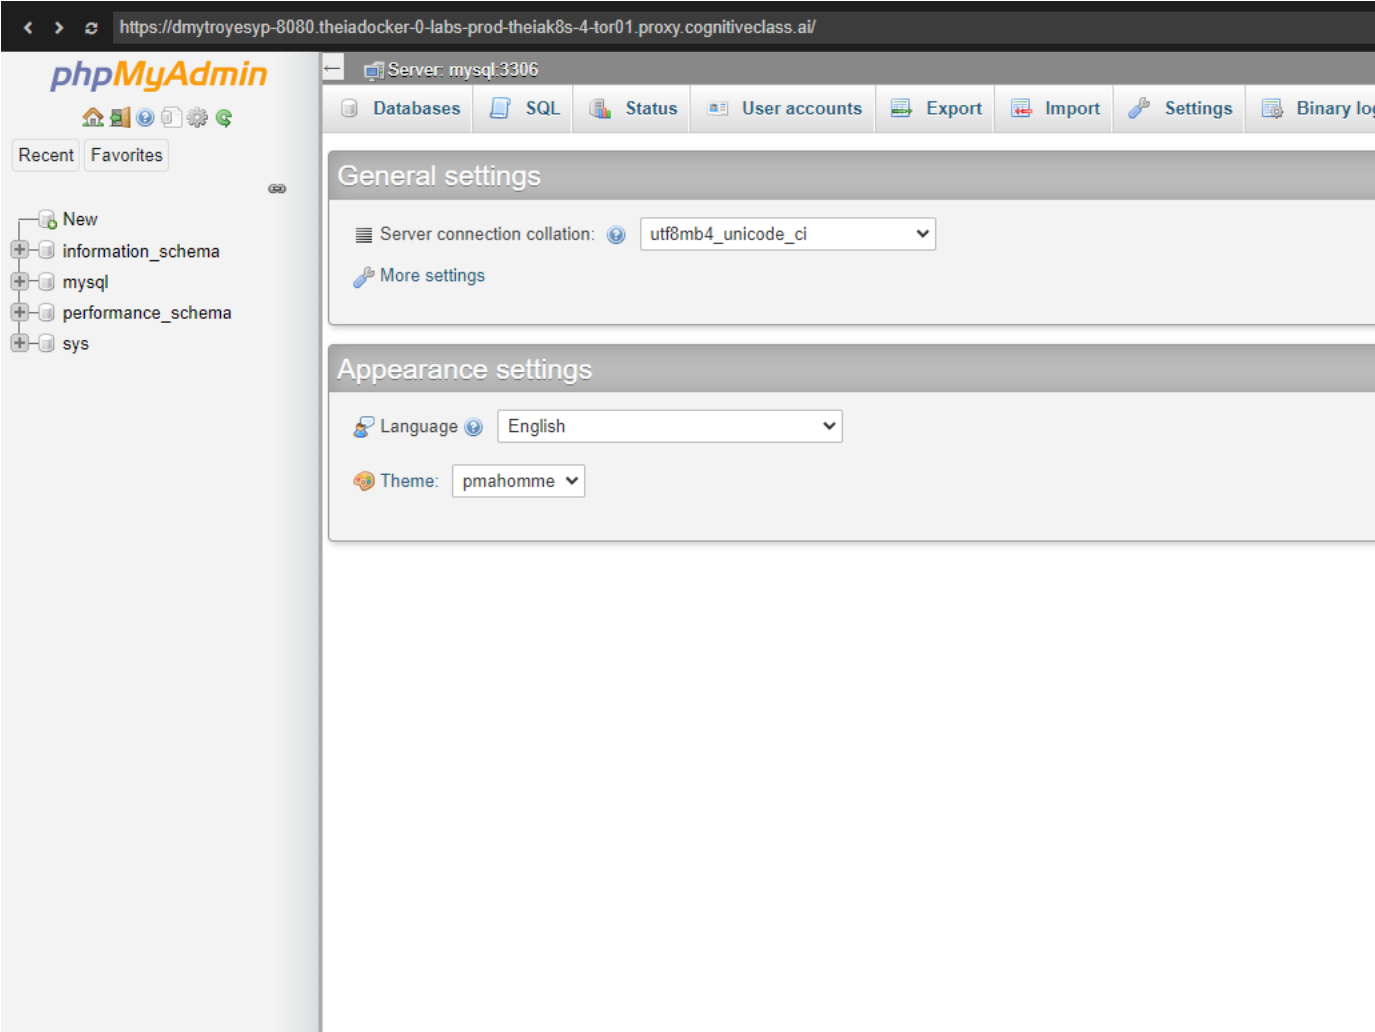 https://dmytroyesyp-8080.theiadocker-0-labs-prod-theiak8s-4-tor01.proxy.cognitiveclass.ai/
phpMyAdmin
Recent Favorites
New
information_schema
mysql
performance_schema
sys
Server: mysql:3306
Databases SQL Status User accounts Export Import Settings Binary log
General settings
Server connection collation: utf8mb4_unicode_ci
More settings
Appearance settings
Language English
Theme: pmahomme